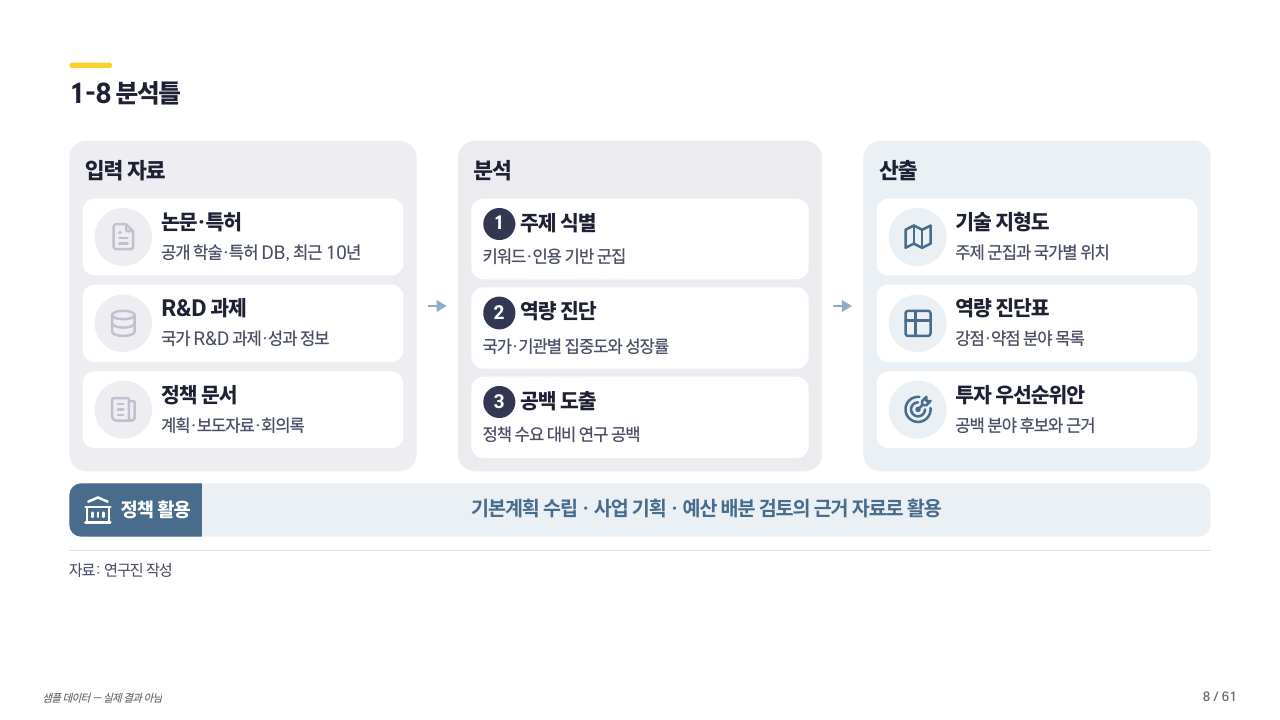 1-8 분석틀
입력 자료
논문·특허
공개 학술·특허 DB, 최근 10년
R&D 과제
국가 R&D 과제·성과 정보
정책 문서
계획·보도자료·회의록
분석
1 주제 식별
키워드·인용 기반 군집
2 역량 진단
국가·기관별 집중도와 성장률
3 공백 도출
정책 수요 대비 연구 공백
산출
기술 지형도
주제 군집과 국가별 위치
역량 진단표
강점·약점 분야 목록
투자 우선순위안
공백 분야 후보와 근거
정책 활용
기본계획 수립 · 사업 기획 · 예산 배분 검토의 근거 자료로 활용
자료: 연구진 작성
샘플 데이터 — 실제 결과 아님
8 / 61